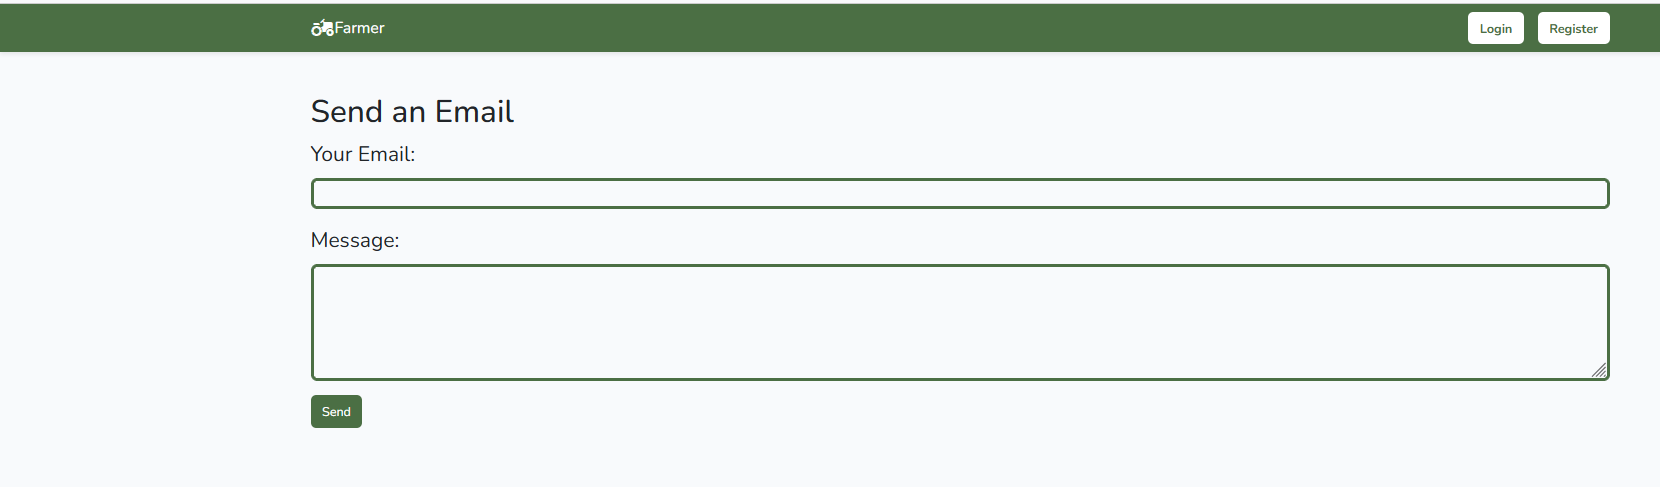 Farmer
Login
Register
Send an Email
Your Email:
Message:
Send